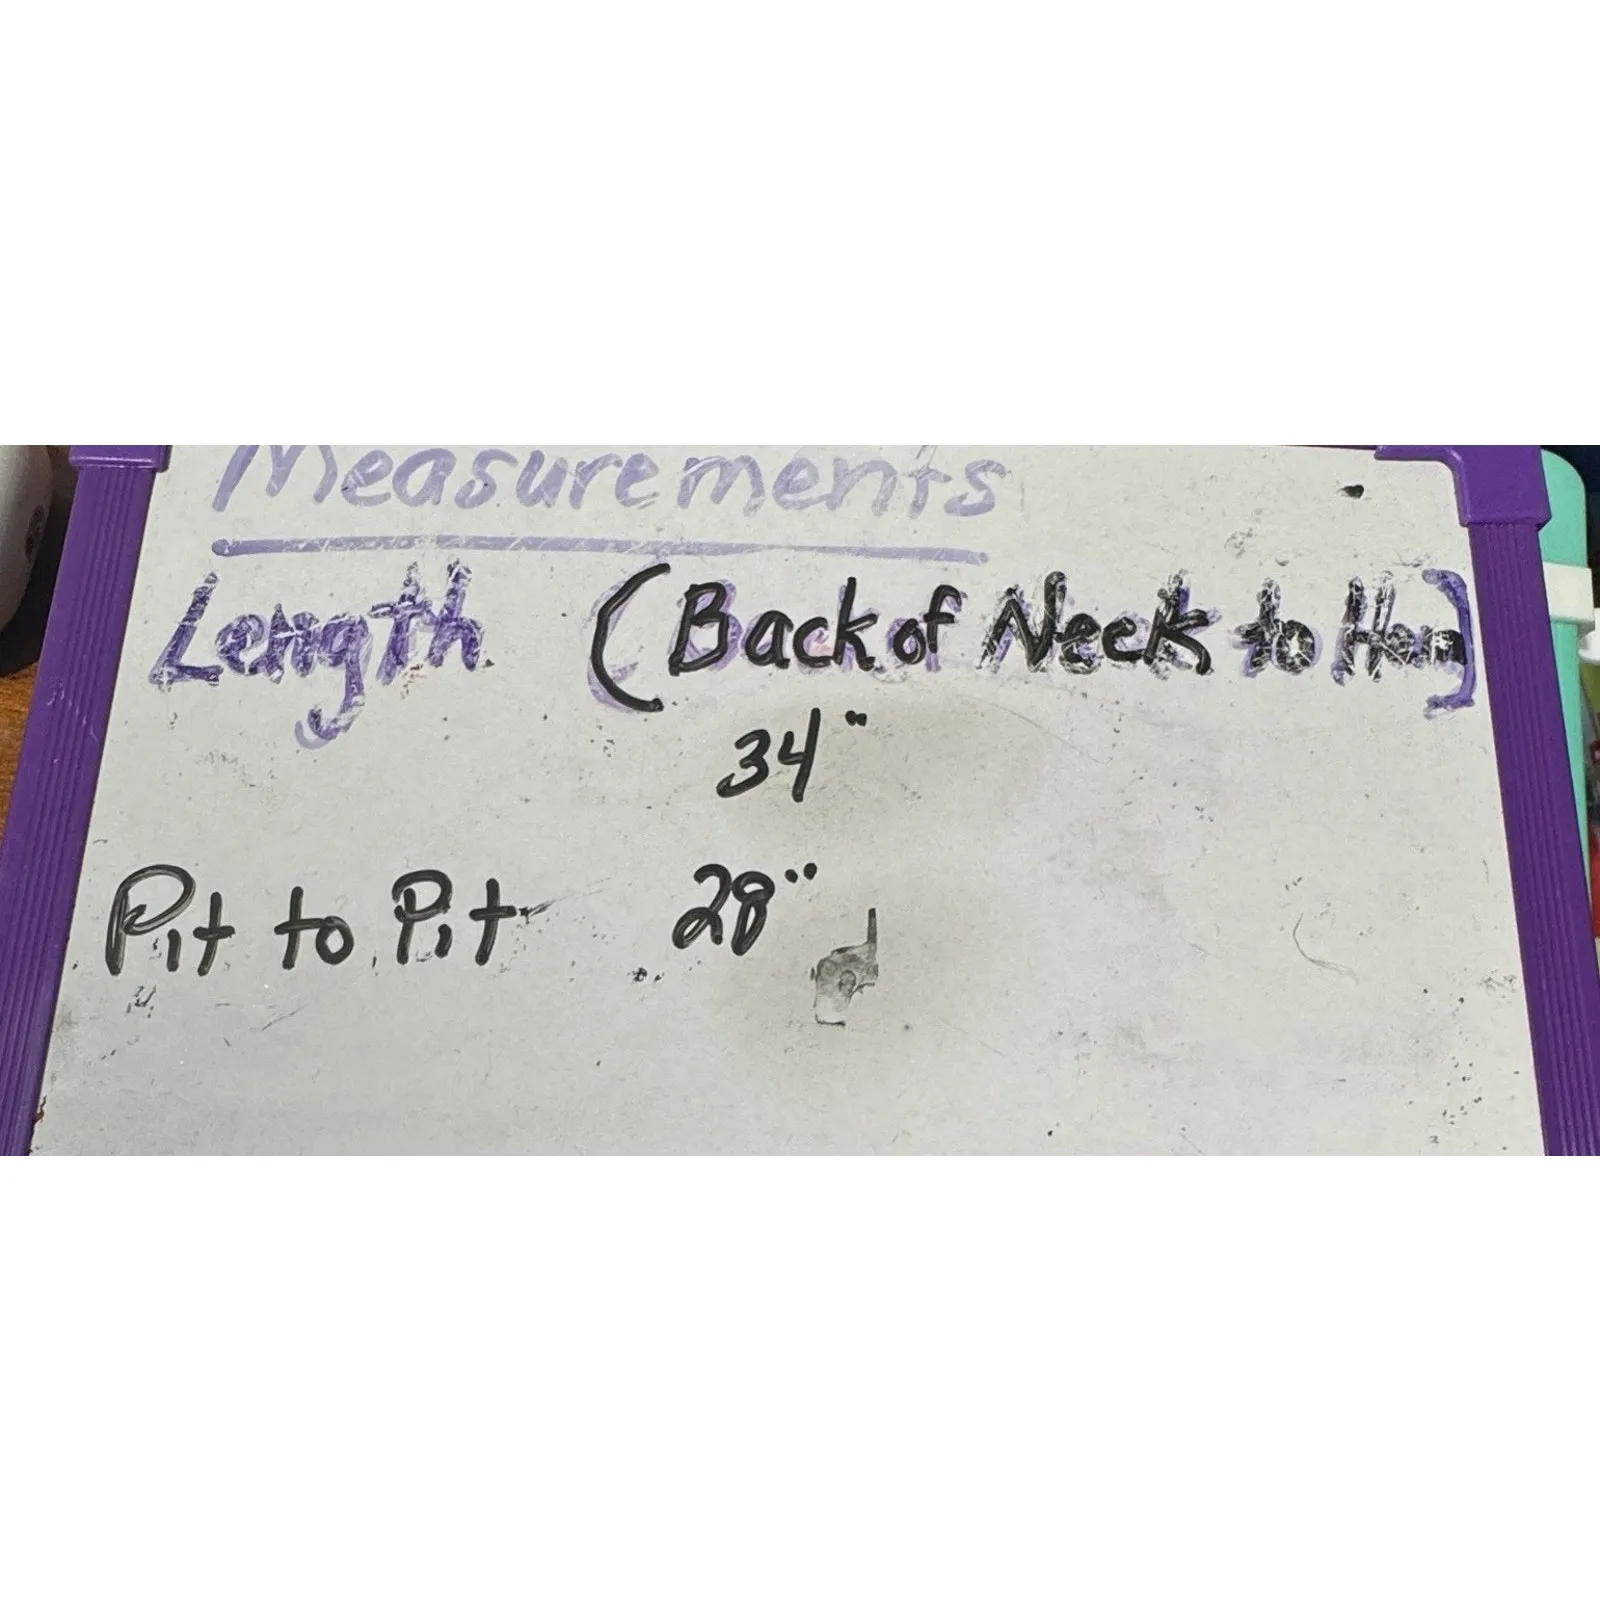 Measurements
Length (Back of Neck to Hem)
34"
Pit to Pit 28"